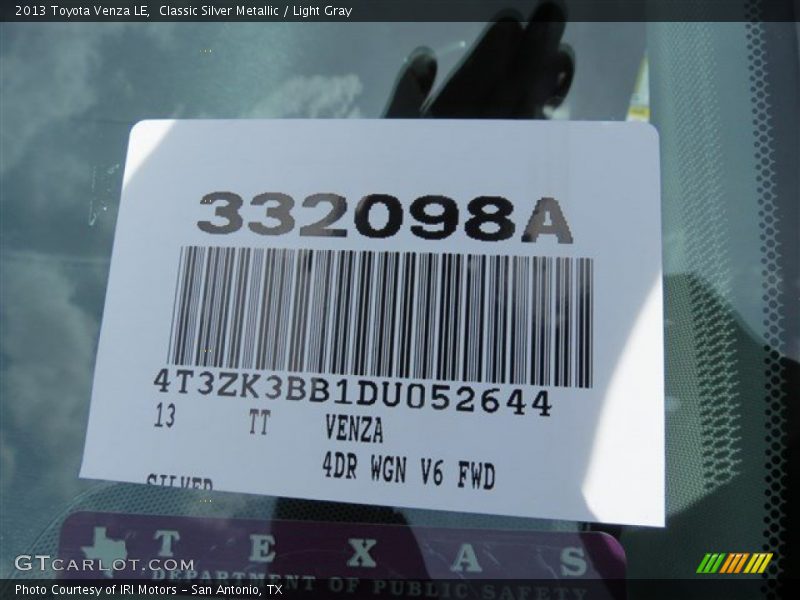 2013 Toyota Venza LE,  Classic Silver Metallic / Light Gray
332098A
4T3ZK3BB1DU052644
13 TT VENZA
4DR WGN V6 FWD
SILVER
TEXAS
DEPARTMENT OF PUBLIC SAFETY
GTCARLOT.COM
Photo Courtesy of IRI Motors - San Antonio, TX